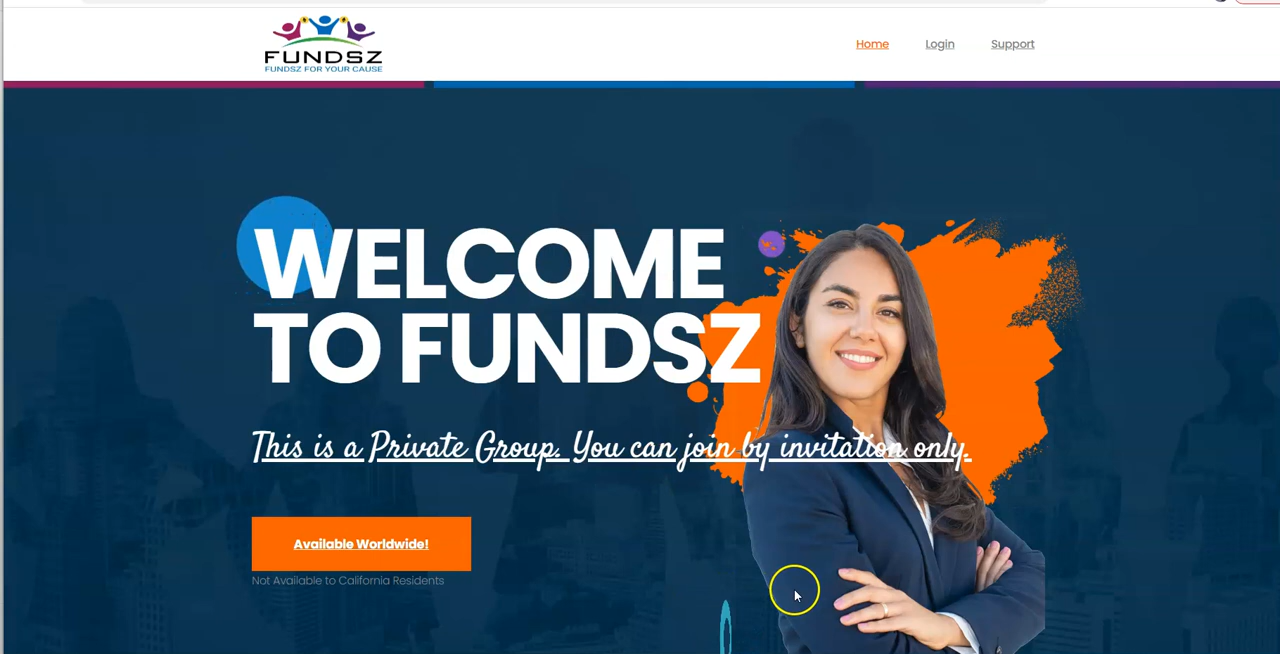 FUNDSZ
FUNDSZ FOR YOUR CAUSE
Home
Login
Support
WELCOME
TO FUNDSZ
This is a Private Group. You can join by invitation only.
Available Worldwide!
Not Available to California Residents